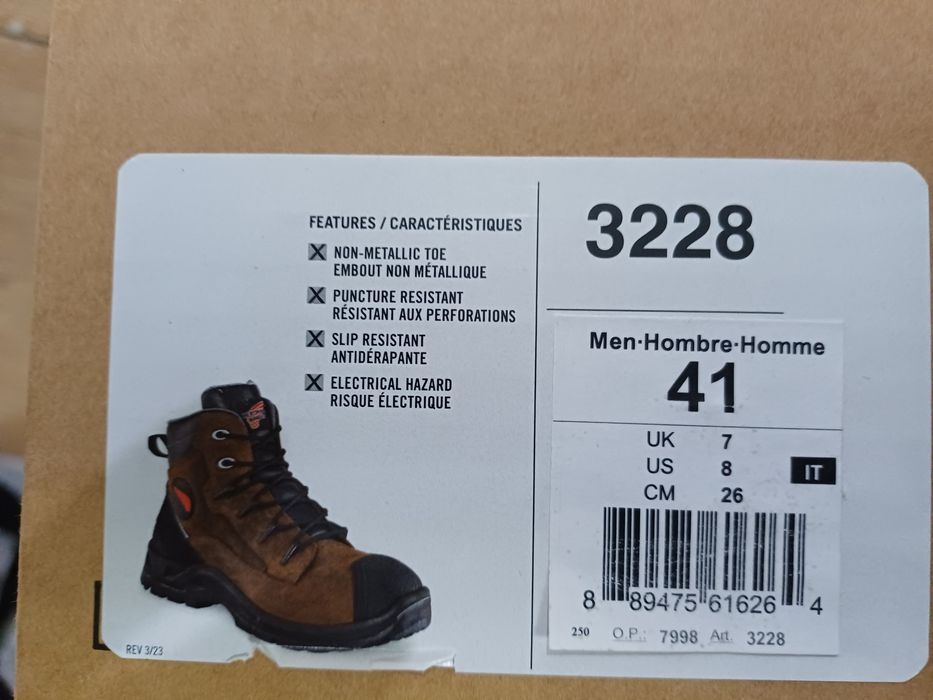 FEATURES / CARACTÉRISTIQUES
X NON-METALLIC TOE
EMBOUT NON MÉTALLIQUE
X PUNCTURE RESISTANT
RÉSISTANT AUX PERFORATIONS
X SLIP RESISTANT
ANTIDÉRAPANTE
X ELECTRICAL HAZARD
RISQUE ÉLECTRIQUE
REV 3/23
3228
Men·Hombre·Homme
41
UK 7
US 8
CM 26
IT
8 89475 61626 4
250 O.P.: 7998 Art. 3228